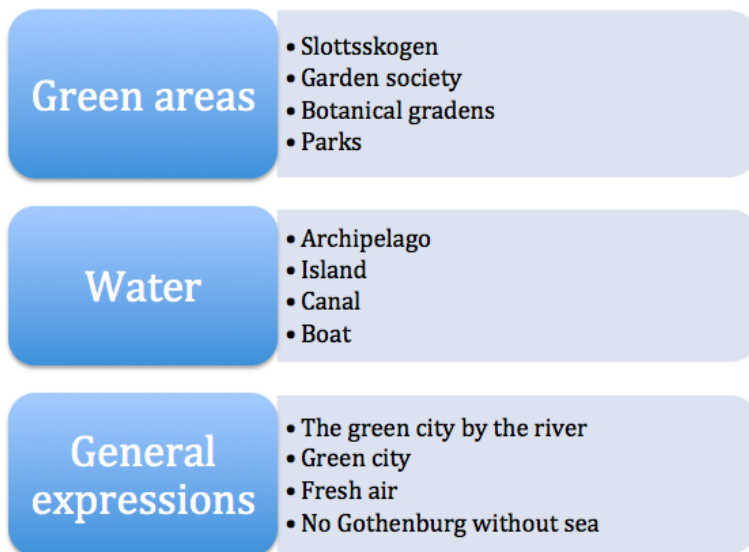 Green areas
• Slottsskogen
• Garden society
• Botanical gradens
• Parks
Water
• Archipelago
• Island
• Canal
• Boat
General
expressions
• The green city by the river
• Green city
• Fresh air
• No Gothenburg without sea